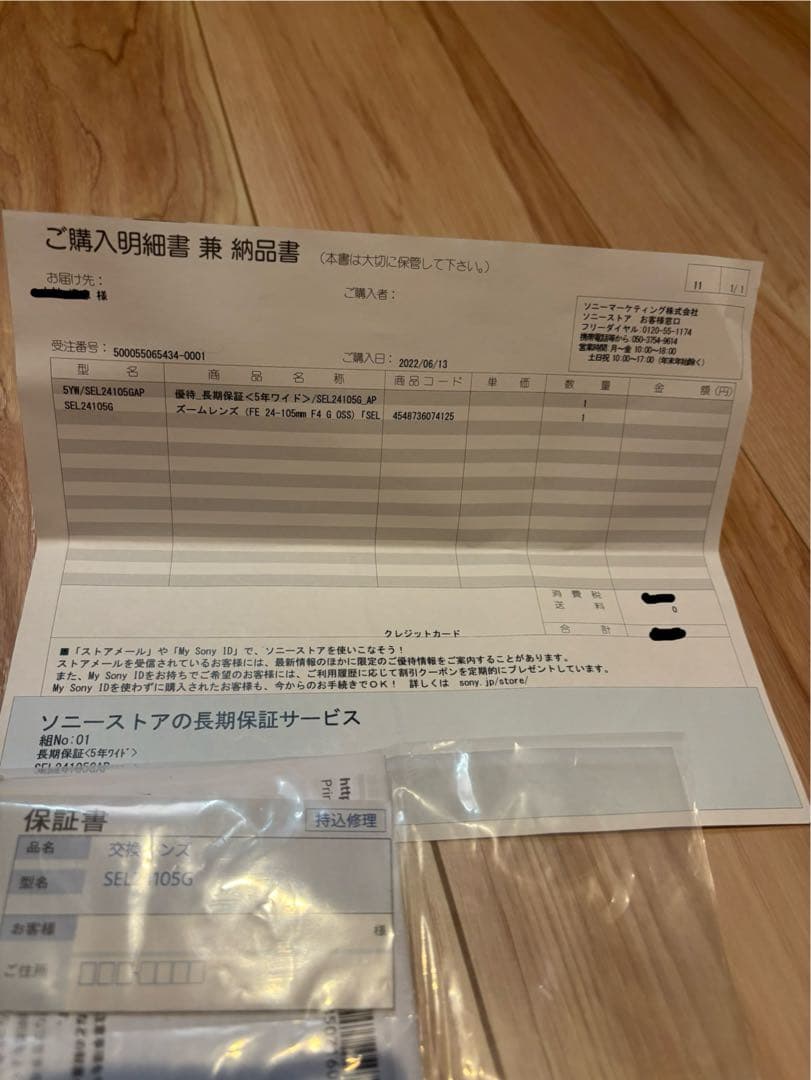 ご購入明細書 兼 納品書 (本書は大切に保管して下さい。)
お届け先：
様
ご購入者：
11 1/1
ソニーマーケティング株式会社
ソニーストア お客様窓口
フリーダイヤル:0120-55-1174
携帯電話等から:050-3754-9614
営業時間 月～金 10:00～18:00
土日祝 10:00～17:00 (年末年始除く)
受注番号： 500055065434-0001
ご購入日： 2022/06/13
型名 商品名称 商品コード 単価 数量 金額(円)
5YW/SEL24105GAP 優待_長期保証<5年ワイド>/SEL24105G_AP 1
SEL24105G ズームレンズ (FE 24-105mm F4 G OSS)「SEL 4548736074125 1
消費税
送料 0
クレジットカード 合計
■「ストアメール」や「My Sony ID」で、ソニーストアを使いこなそう！
ストアメールを受信されているお客様には、最新情報のほかに限定のご優待情報をご案内することがあります。
また、My Sony IDをお持ちでご希望のお客様には、ご利用履歴に応じて割引クーポンを定期的にプレゼントしています。
My Sony IDを使わずに購入されたお客様も、今からのお手続きでOK！ 詳しくは sony.jp/store/
ソニーストアの長期保証サービス
組No:01
長期保証<5年ﾜｲﾄﾞ>
SEL24105GAP
保証書 持込修理
品名 交換レンズ
型名 SEL24105G
お客様 様
ご住所